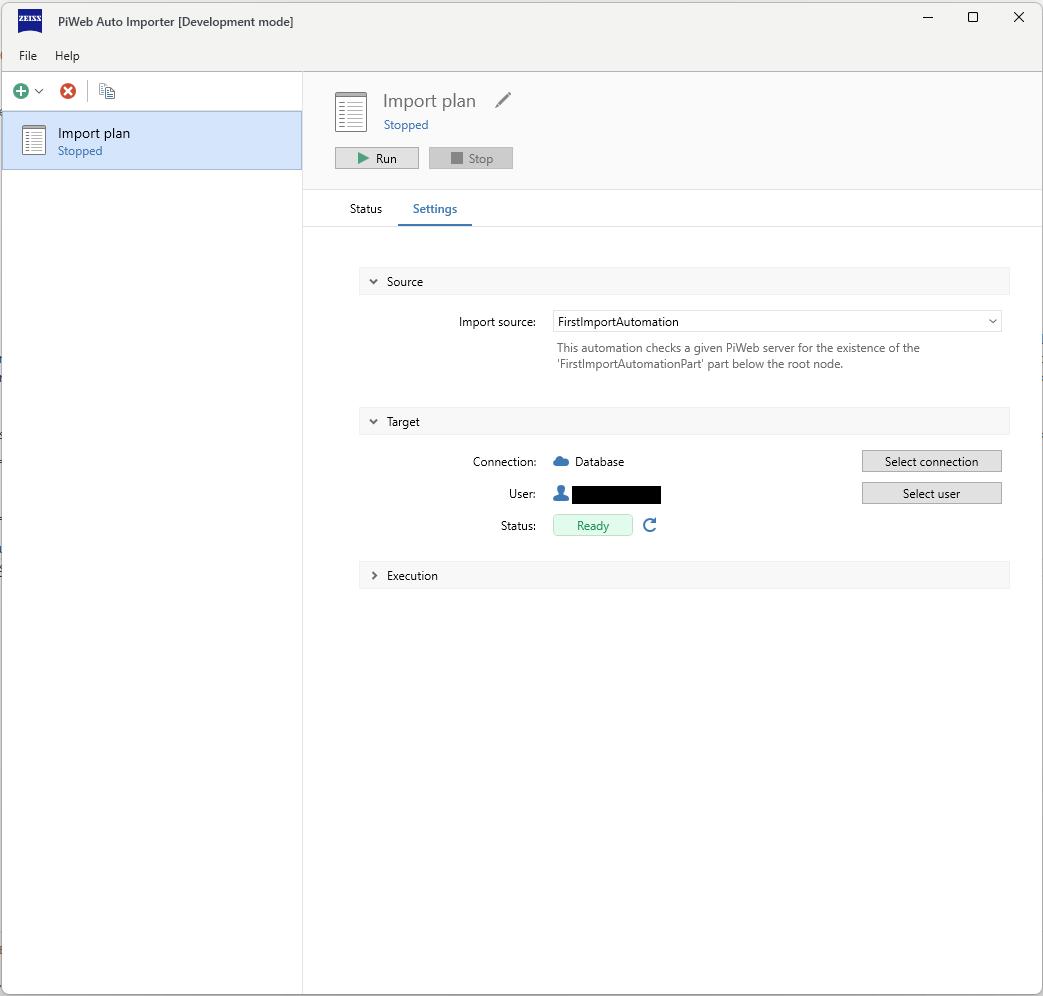 ZEISS
PiWeb Auto Importer [Development mode]
File Help
Import plan
Stopped
Import plan
Stopped
Run Stop
Status Settings
Source
Import source: FirstImportAutomation
This automation checks a given PiWeb server for the existence of the
'FirstImportAutomationPart' part below the root node.
Target
Connection: Database Select connection
User: Select user
Status: Ready
Execution